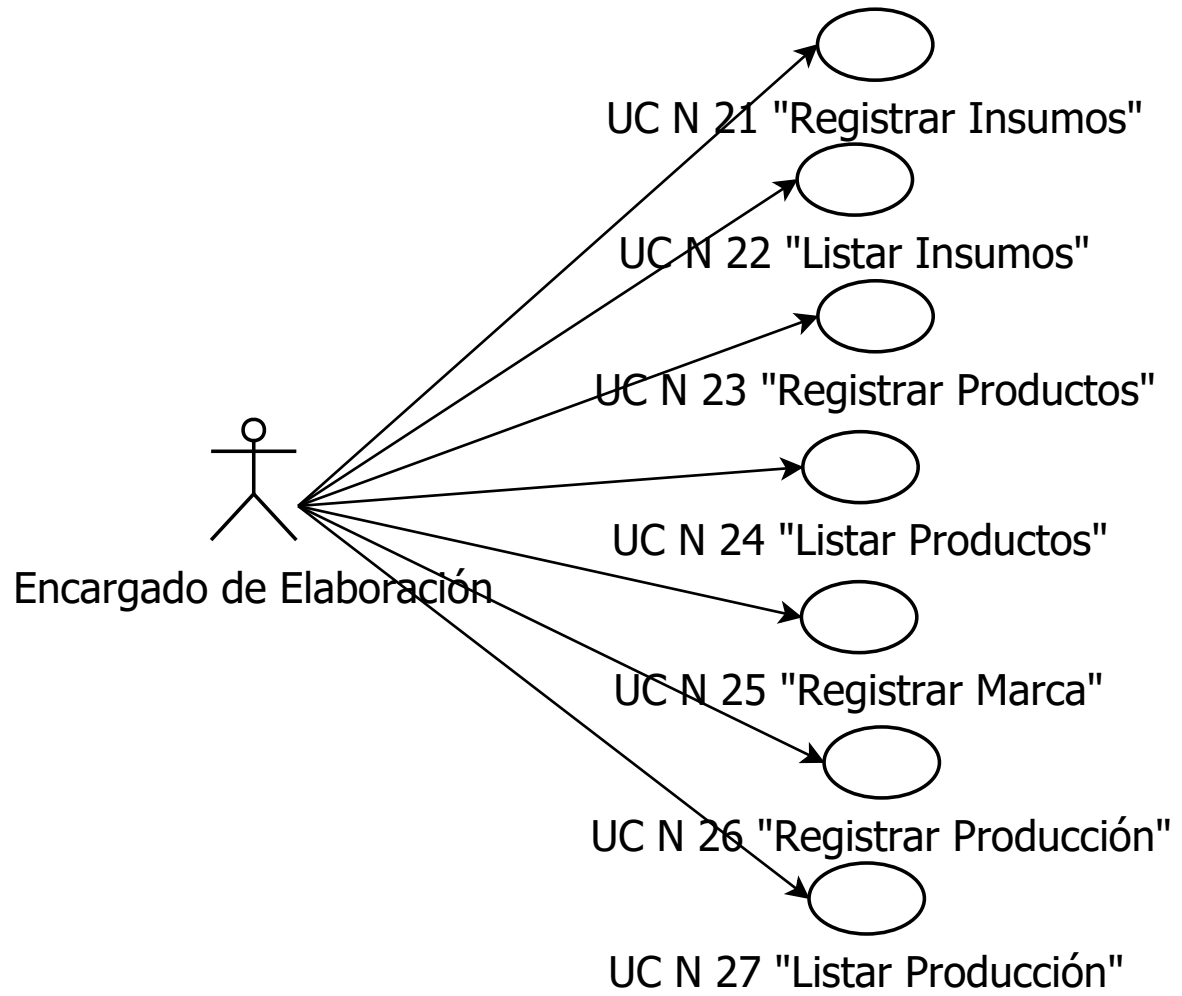 UC N 21 "Registrar Insumos"
UC N 22 "Listar Insumos"
UC N 23 "Registrar Productos"
UC N 24 "Listar Productos"
Encargado de Elaboración
UC N 25 "Registrar Marca"
UC N 26 "Registrar Producción"
UC N 27 "Listar Producción"